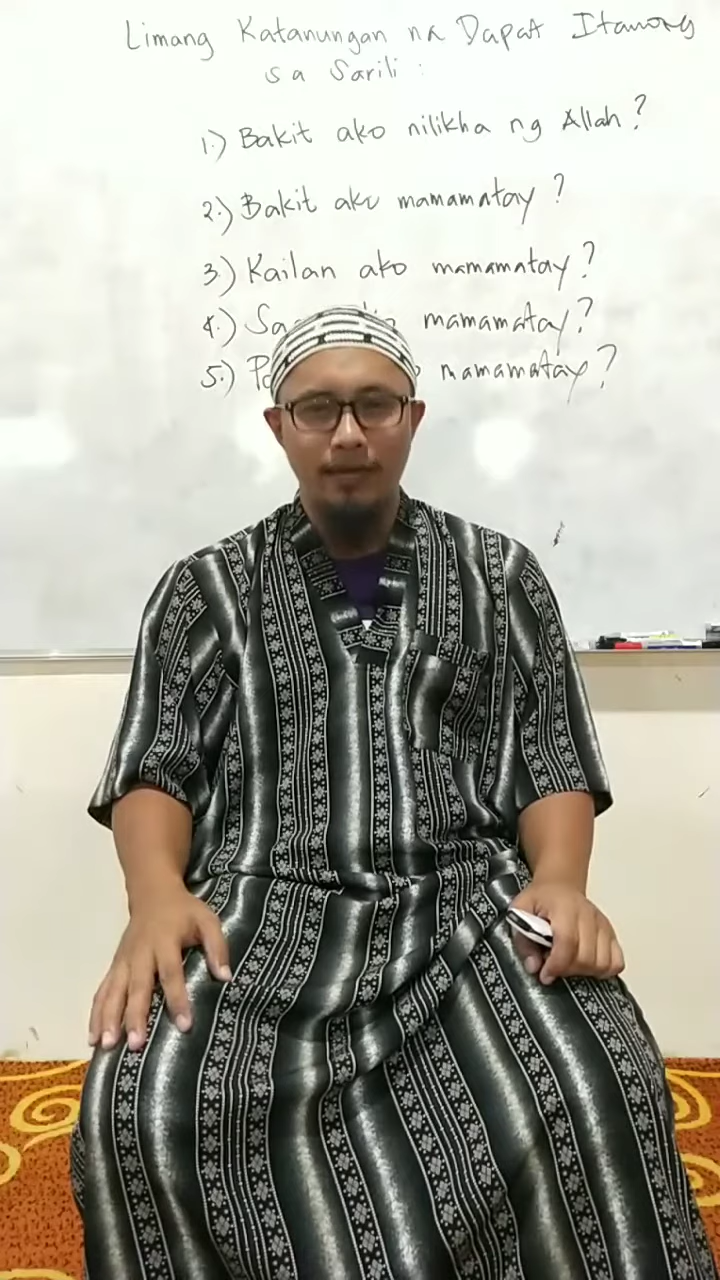 Limang Katanungan na Dapat Itanong
sa Sarili :
1.) Bakit ako nilikha ng Allah?
2.) Bakit ako mamamatay?
3.) Kailan ako mamamatay?
4.) mamamatay?
5.) mamamatay?